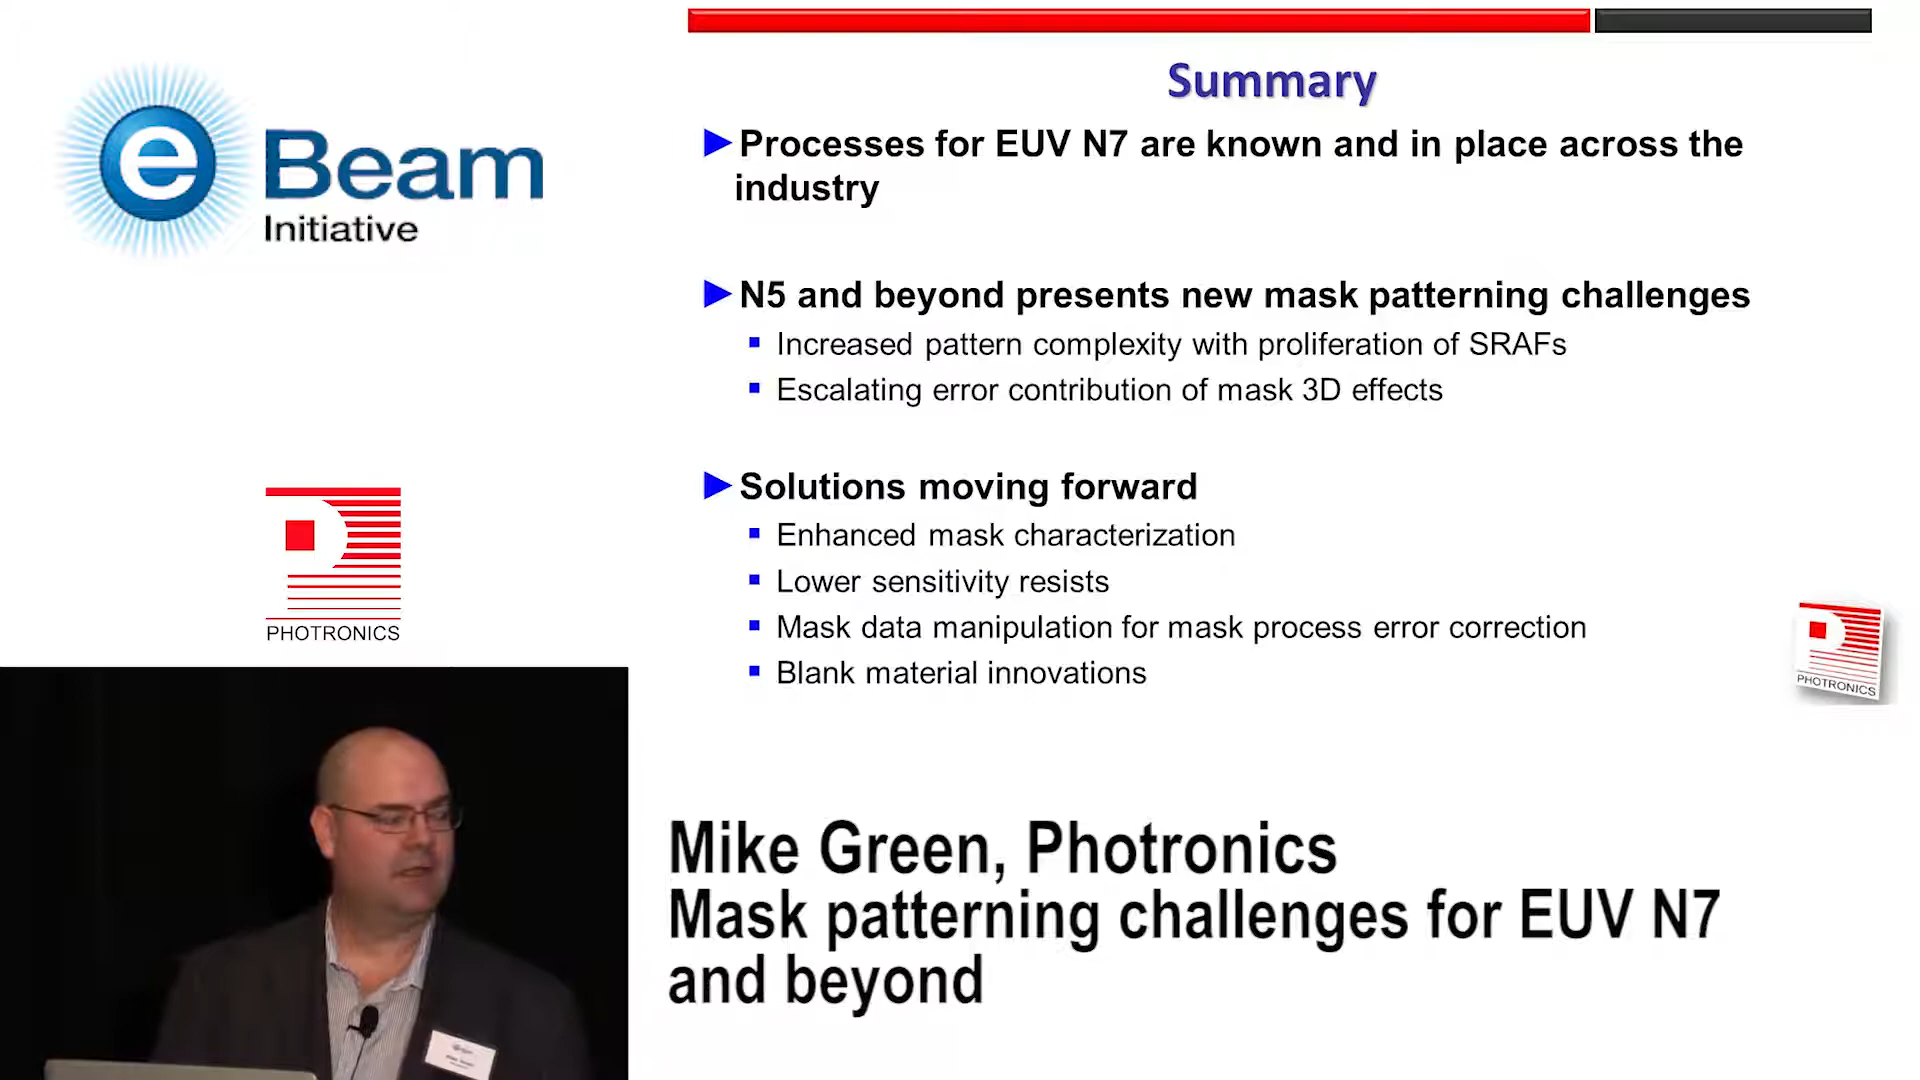 e Beam
Initiative
PHOTRONICS
Summary
Processes for EUV N7 are known and in place across the
industry
N5 and beyond presents new mask patterning challenges
Increased pattern complexity with proliferation of SRAFs
Escalating error contribution of mask 3D effects
Solutions moving forward
Enhanced mask characterization
Lower sensitivity resists
Mask data manipulation for mask process error correction
Blank material innovations
PHOTRONICS
Mike Green, Photronics
Mask patterning challenges for EUV N7
and beyond